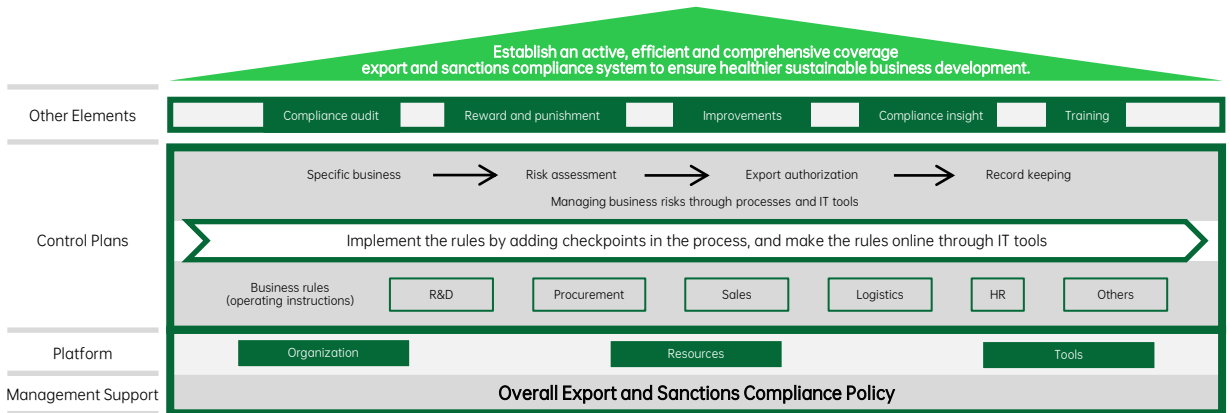 Establish an active, efficient and comprehensive coverage
export and sanctions compliance system to ensure healthier sustainable business development.
Other Elements
Compliance audit
Reward and punishment
Improvements
Compliance insight
Training
Control Plans
Specific business
Risk assessment
Export authorization
Record keeping
Managing business risks through processes and IT tools
Implement the rules by adding checkpoints in the process, and make the rules online through IT tools
Business rules
(operating instructions)
R&D
Procurement
Sales
Logistics
HR
Others
Platform
Organization
Resources
Tools
Management Support
Overall Export and Sanctions Compliance Policy